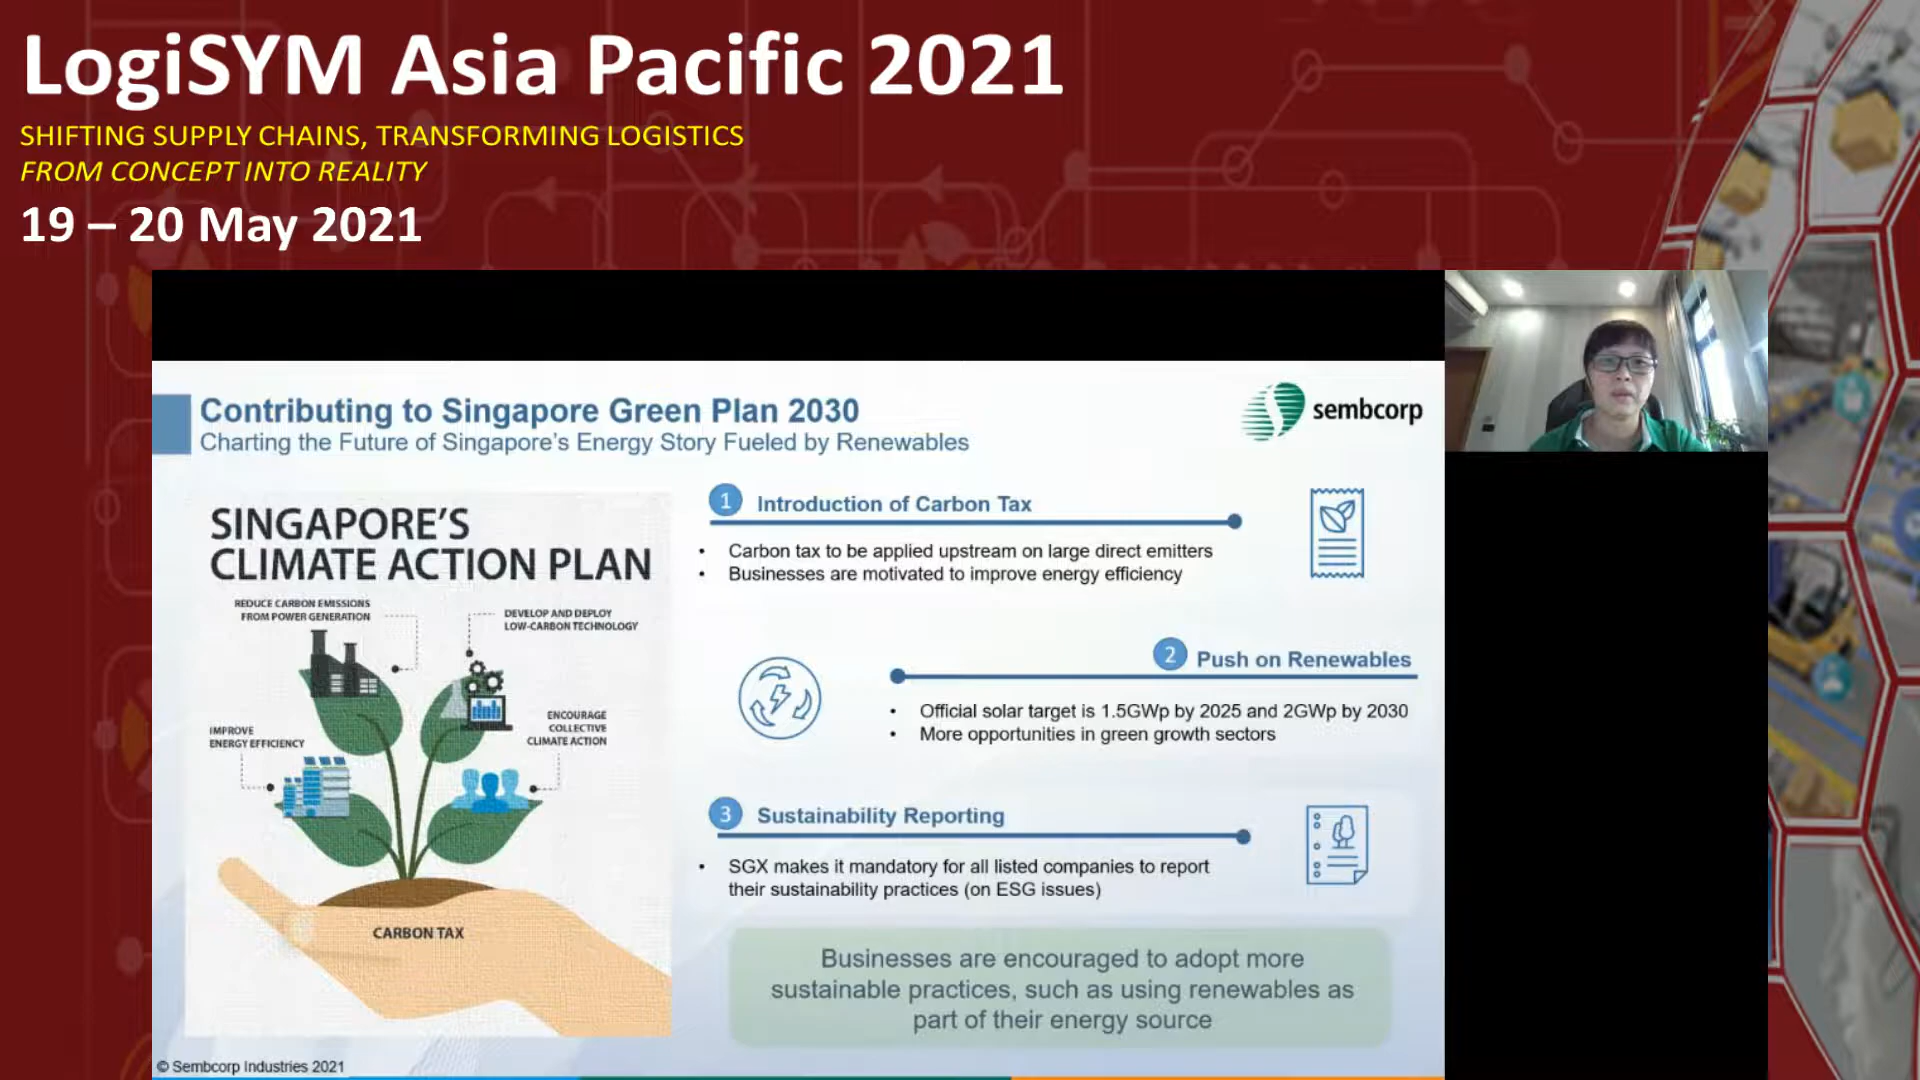 LogiSYM Asia Pacific 2021
SHIFTING SUPPLY CHAINS, TRANSFORMING LOGISTICS
FROM CONCEPT INTO REALITY
19 – 20 May 2021
Contributing to Singapore Green Plan 2030
Charting the Future of Singapore's Energy Story Fueled by Renewables
sembcorp
SINGAPORE'S
CLIMATE ACTION PLAN
REDUCE CARBON EMISSIONS
FROM POWER GENERATION
DEVELOP AND DEPLOY
LOW-CARBON TECHNOLOGY
IMPROVE
ENERGY EFFICIENCY
ENCOURAGE
COLLECTIVE
CLIMATE ACTION
CARBON TAX
1 Introduction of Carbon Tax
• Carbon tax to be applied upstream on large direct emitters
• Businesses are motivated to improve energy efficiency
2 Push on Renewables
• Official solar target is 1.5GWp by 2025 and 2GWp by 2030
• More opportunities in green growth sectors
3 Sustainability Reporting
• SGX makes it mandatory for all listed companies to report
their sustainability practices (on ESG issues)
Businesses are encouraged to adopt more
sustainable practices, such as using renewables as
part of their energy source
© Sembcorp Industries 2021